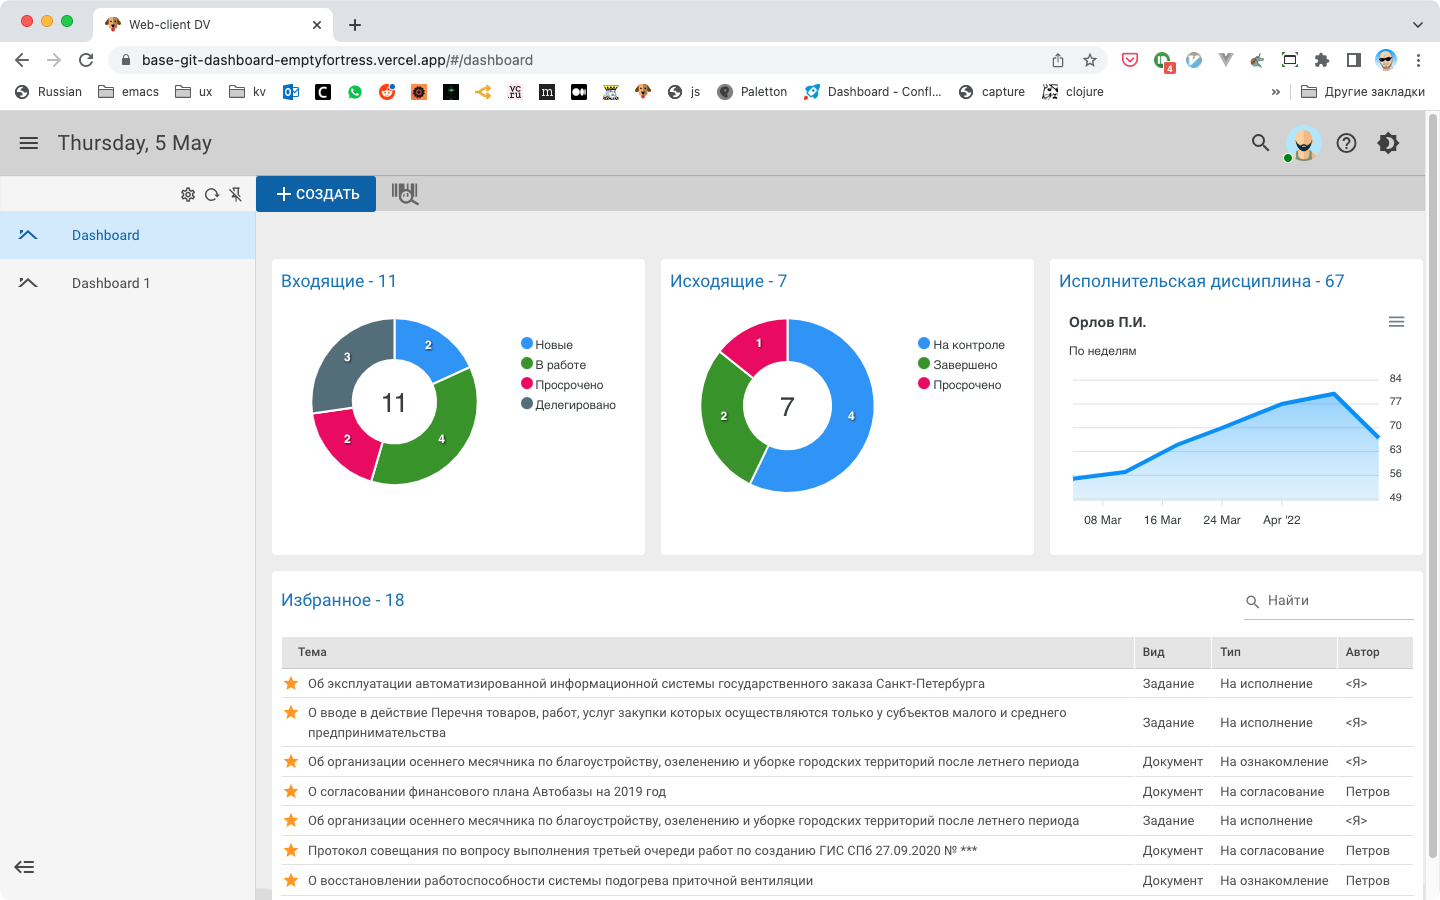 Web-client DV
base-git-dashboard-emptyfortress.vercel.app/#/dashboard
4
Russian
emacs
ux
kv
vc.ru
js
Paletton
Dashboard - Confl...
capture
clojure
»
Другие закладки
Thursday, 5 May
СОЗДАТЬ
Dashboard
Dashboard 1
Входящие - 11
2
4
2
3
11
Новые
В работе
Просрочено
Делегировано
Исходящие - 7
1
4
2
7
На контроле
Завершено
Просрочено
Исполнительская дисциплина - 67
Орлов П.И.
По неделям
84
77
70
63
56
49
08 Mar 16 Mar 24 Mar Apr '22
Избранное - 18
Найти
Тема Вид Тип Автор
Об эксплуатации автоматизированной информационной системы государственного заказа Санкт-Петербурга Задание На исполнение <Я>
О вводе в действие Перечня товаров, работ, услуг закупки которых осуществляются только у субъектов малого и среднего
предпринимательства Задание На исполнение <Я>
Об организации осеннего месячника по благоустройству, озеленению и уборке городских территорий после летнего периода Документ На ознакомление <Я>
О согласовании финансового плана Автобазы на 2019 год Документ На согласование Петров
Об организации осеннего месячника по благоустройству, озеленению и уборке городских территорий после летнего периода Задание На исполнение <Я>
Протокол совещания по вопросу выполнения третьей очереди работ по созданию ГИС СПб 27.09.2020 № *** Документ На согласование Петров
О восстановлении работоспособности системы подогрева приточной вентиляции Документ На ознакомление Петров